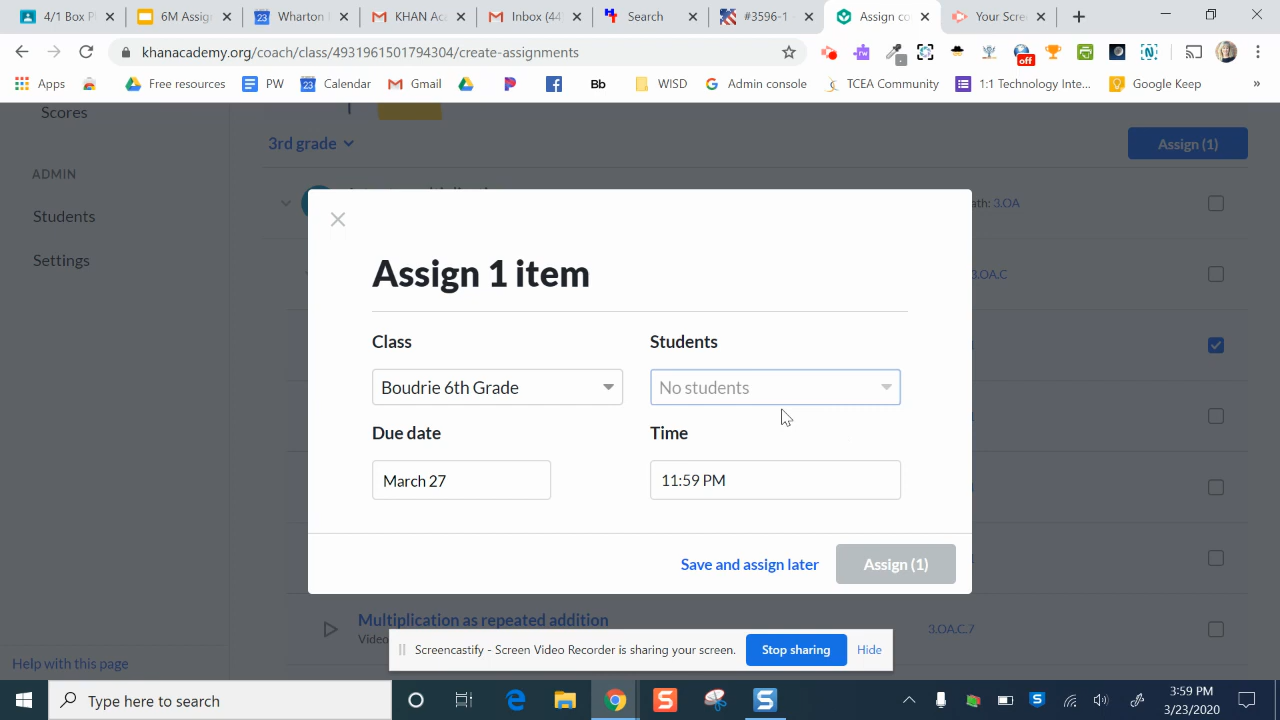 4/1 Box Pl
6M Assig
Wharton
KHAN Ac
Inbox (44
Search
#3596-1
Assign co
Your Scre
khanacademy.org/coach/class/4931961501794304/create-assignments
off
Apps
Free resources
PW
Calendar
Gmail
Bb
WISD
Admin console
TCEA Community
1:1 Technology Inte...
Google Keep
»
Scores
3rd grade
Assign (1)
ADMIN
Students
Settings
ath: 3.OA
3.OA.C
Assign 1 item
Class
Students
Boudrie 6th Grade
No students
Due date
Time
March 27
11:59 PM
Save and assign later
Assign (1)
Multiplication as repeated addition
Video
3.OA.C.7
Screencastify - Screen Video Recorder is sharing your screen.
Stop sharing
Hide
Help with this page
Type here to search
3:59 PM
3/23/2020